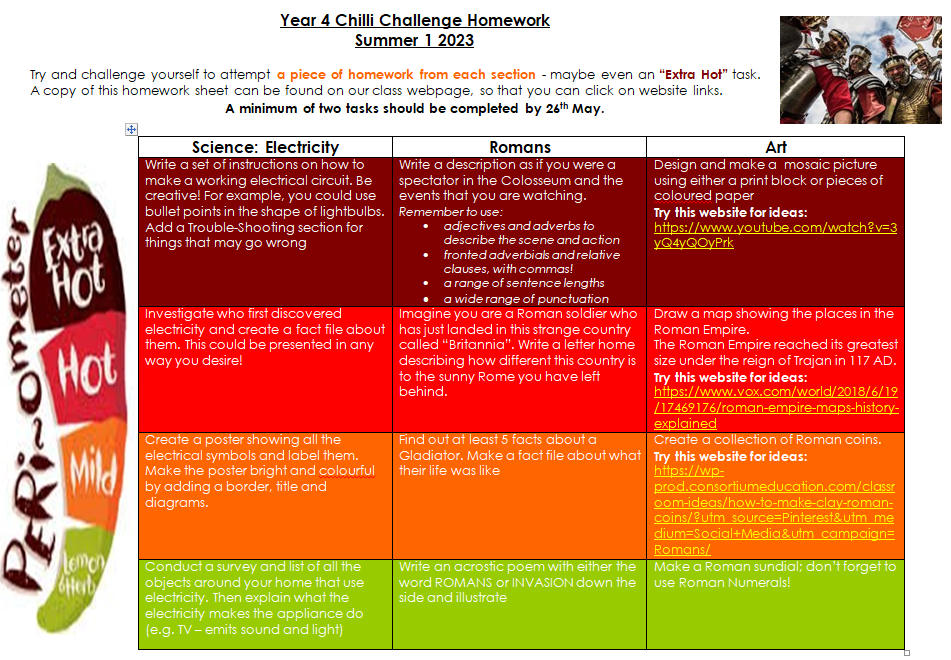 Year 4 Chilli Challenge Homework
Summer 1 2023
Try and challenge yourself to attempt a piece of homework from each section - maybe even an “Extra Hot” task.
A copy of this homework sheet can be found on our class webpage, so that you can click on website links.
A minimum of two tasks should be completed by 26th May.
PERi-Ometer
Extra
Hot
Hot
Mild
Lemon
& Herb
Science: Electricity
Write a set of instructions on how to
make a working electrical circuit. Be
creative! For example, you could use
bullet points in the shape of lightbulbs.
Add a Trouble-Shooting section for
things that may go wrong
Romans
Write a description as if you were a
spectator in the Colosseum and the
events that you are watching.
Remember to use:
• adjectives and adverbs to
describe the scene and action
• fronted adverbials and relative
clauses, with commas!
• a range of sentence lengths
• a wide range of punctuation
Art
Design and make a mosaic picture
using either a print block or pieces of
coloured paper
Try this website for ideas:
https://www.youtube.com/watch?v=3
yQ4yQOyPrk
Investigate who first discovered
electricity and create a fact file about
them. This could be presented in any
way you desire!
Imagine you are a Roman soldier who
has just landed in this strange country
called “Britannia”. Write a letter home
describing how different this country is
to the sunny Rome you have left
behind.
Draw a map showing the places in the
Roman Empire.
The Roman Empire reached its greatest
size under the reign of Trajan in 117 AD.
Try this website for ideas:
https://www.vox.com/world/2018/6/19
/17469176/roman-empire-maps-history-
explained
Create a poster showing all the
electrical symbols and label them.
Make the poster bright and colourful
by adding a border, title and
diagrams.
Find out at least 5 facts about a
Gladiator. Make a fact file about what
their life was like
Create a collection of Roman coins.
Try this website for ideas:
https://wp-
prod.consortiumeducation.com/classr
oom-ideas/how-to-make-clay-roman-
coins/?utm_source=Pinterest&utm_me
dium=Social+Media&utm_campaign=
Romans/
Conduct a survey and list of all the
objects around your home that use
electricity. Then explain what the
electricity makes the appliance do
(e.g. TV – emits sound and light)
Write an acrostic poem with either the
word ROMANS or INVASION down the
side and illustrate
Make a Roman sundial; don’t forget to
use Roman Numerals!